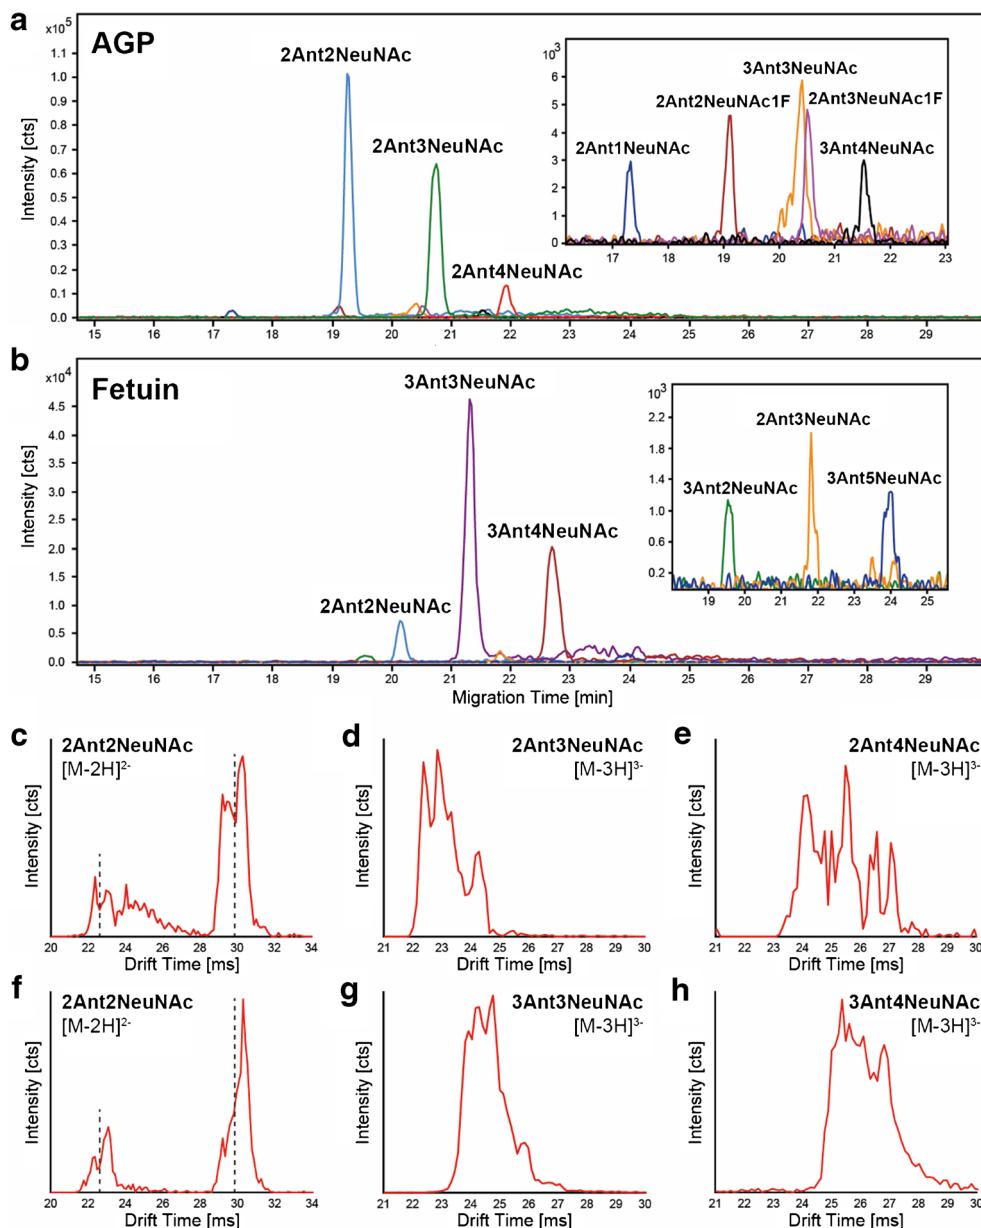 a
AGP
x10⁵
1.1
1.0
0.9
0.8
0.7
0.6
0.5
0.4
0.3
0.2
0.1
0.0
Intensity [cts]
2Ant2NeuNAc
2Ant3NeuNAc
2Ant4NeuNAc
15 16 17 18 19 20 21 22 23 24 25 26 27 28 29
10³
6
5
4
3
2
1
0
3Ant3NeuNAc
2Ant2NeuNAc1F 2Ant3NeuNAc1F
2Ant1NeuNAc 3Ant4NeuNAc
17 18 19 20 21 22 23
b
Fetuin
x10⁴
4.5
4.0
3.5
3.0
2.5
2.0
1.5
1.0
0.5
0.0
Intensity [cts]
3Ant3NeuNAc
3Ant4NeuNAc
2Ant2NeuNAc
15 16 17 18 19 20 21 22 23 24 25 26 27 28 29
Migration Time [min]
10³
2.2
1.8
1.4
1.0
0.6
0.2
2Ant3NeuNAc
3Ant2NeuNAc 3Ant5NeuNAc
19 20 21 22 23 24 25
c
2Ant2NeuNAc
[M-2H]²⁻
Intensity [cts]
20 22 24 26 28 30 32 34
Drift Time [ms]
d
2Ant3NeuNAc
[M-3H]³⁻
Intensity [cts]
21 22 23 24 25 26 27 28 29 30
Drift Time [ms]
e
2Ant4NeuNAc
[M-3H]³⁻
Intensity [cts]
21 22 23 24 25 26 27 28 29 30
Drift Time [ms]
f
2Ant2NeuNAc
[M-2H]²⁻
Intensity [cts]
20 22 24 26 28 30 32 34
Drift Time [ms]
g
3Ant3NeuNAc
[M-3H]³⁻
Intensity [cts]
21 22 23 24 25 26 27 28 29 30
Drift Time [ms]
h
3Ant4NeuNAc
[M-3H]³⁻
Intensity [cts]
21 22 23 24 25 26 27 28 29 30
Drift Time [ms]